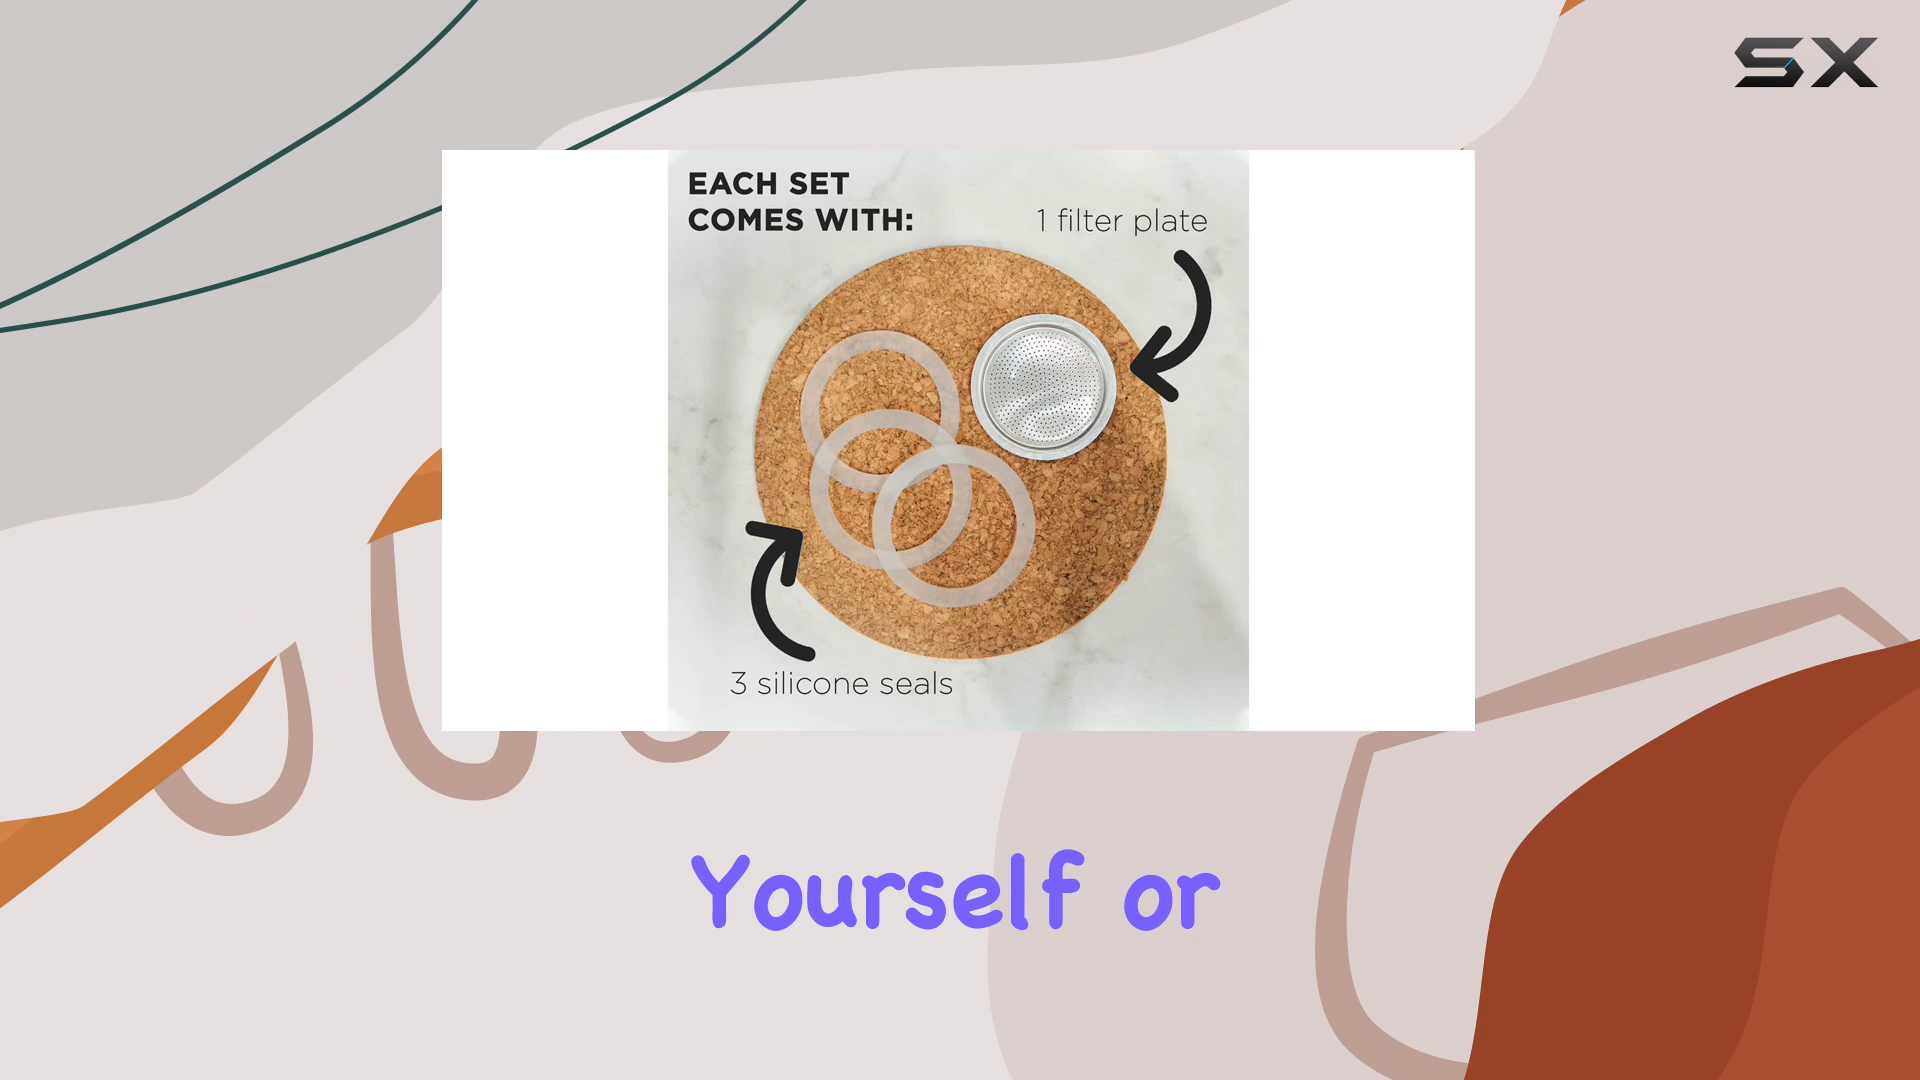 SX
EACH SET
COMES WITH:
1 filter plate
3 silicone seals
Yourself or